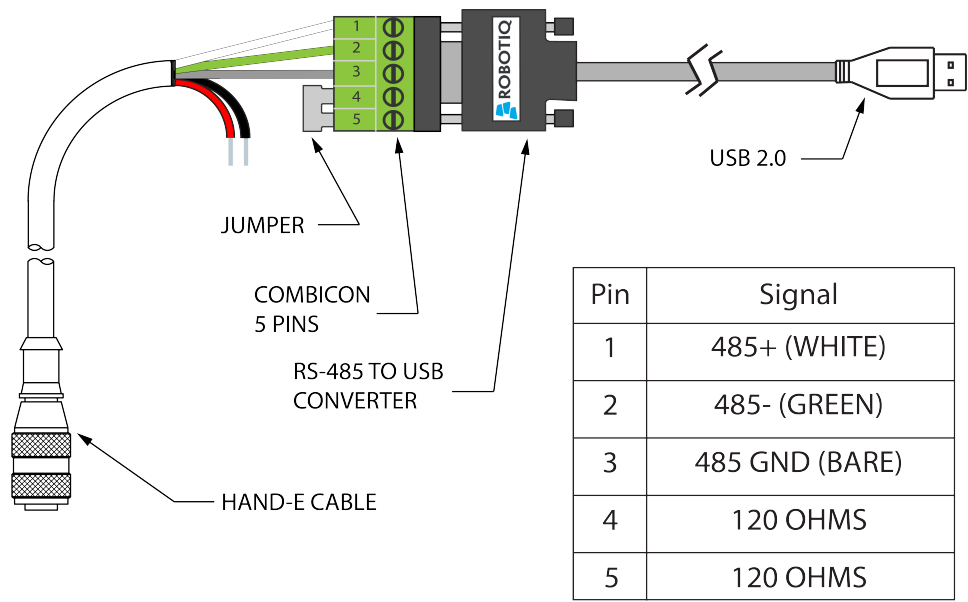 1
2
3
4
5
ROBOTIQ
USB 2.0
JUMPER
COMBICON
5 PINS
RS-485 TO USB
CONVERTER
HAND-E CABLE
Pin Signal
1 485+ (WHITE)
2 485- (GREEN)
3 485 GND (BARE)
4 120 OHMS
5 120 OHMS